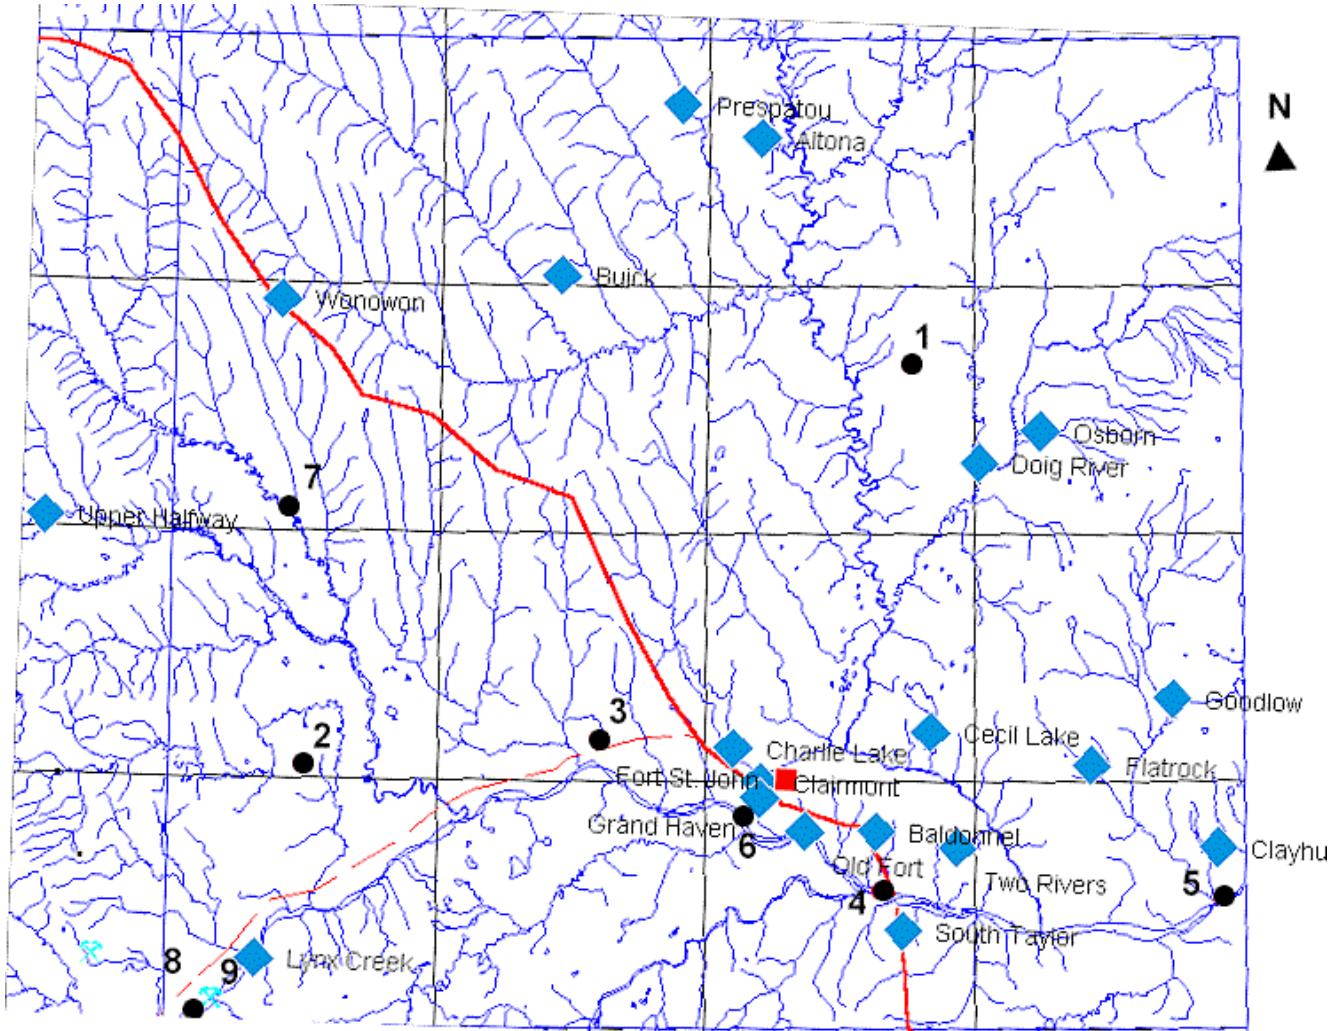 N
Prespatou
Altona
Buick
Wonowon
1
Osborn
Doig River
7
Upper Halfway
Goodlow
3
2
Cecil Lake
Charlie Lake
Flatrock
Fort St. John
Clairmont
Grand Haven
Baldonnel
6
Clayhu
Old Fort
Two Rivers
5
4
South Taylor
8
9
Lynx Creek